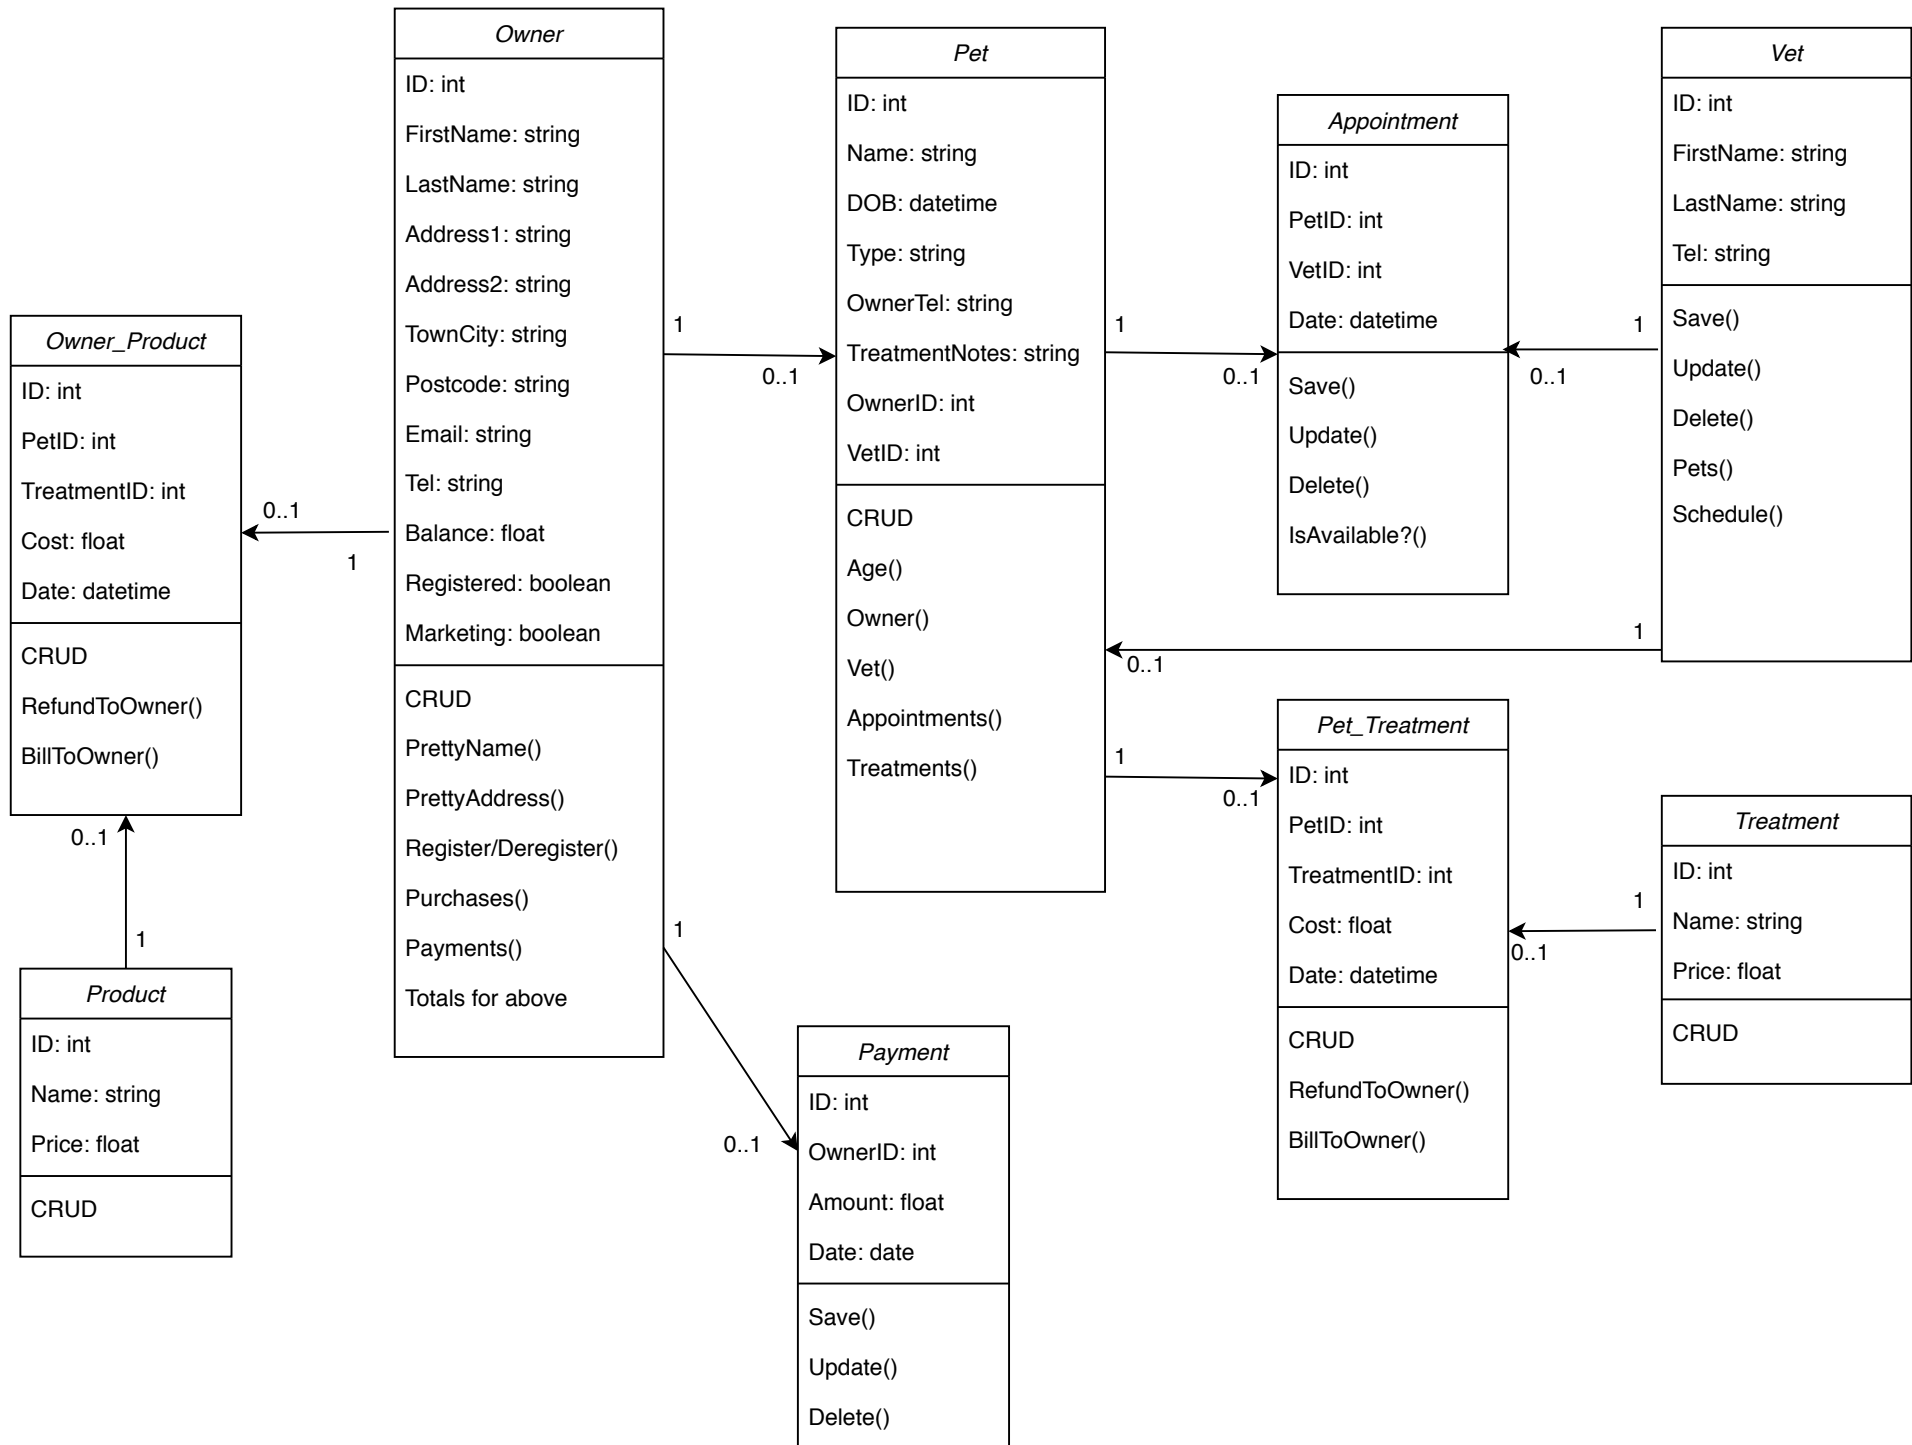 Owner
ID: int
FirstName: string
LastName: string
Address1: string
Address2: string
TownCity: string
Postcode: string
Email: string
Tel: string
Balance: float
Registered: boolean
Marketing: boolean
CRUD
PrettyName()
PrettyAddress()
Register/Deregister()
Purchases()
Payments()
Totals for above
Pet
ID: int
Name: string
DOB: datetime
Type: string
OwnerTel: string
TreatmentNotes: string
OwnerID: int
VetID: int
CRUD
Age()
Owner()
Vet()
Appointments()
Treatments()
Appointment
ID: int
PetID: int
VetID: int
Date: datetime
Save()
Update()
Delete()
IsAvailable?()
Vet
ID: int
FirstName: string
LastName: string
Tel: string
Save()
Update()
Delete()
Pets()
Schedule()
Owner_Product
ID: int
PetID: int
TreatmentID: int
Cost: float
Date: datetime
CRUD
RefundToOwner()
BillToOwner()
Product
ID: int
Name: string
Price: float
CRUD
Payment
ID: int
OwnerID: int
Amount: float
Date: date
Save()
Update()
Delete()
Pet_Treatment
ID: int
PetID: int
TreatmentID: int
Cost: float
Date: datetime
CRUD
RefundToOwner()
BillToOwner()
Treatment
ID: int
Name: string
Price: float
CRUD
1
0..1
1
0..1
1
0..1
1
0..1
0..1
1
1
0..1
1
0..1
0..1
1
1
0..1